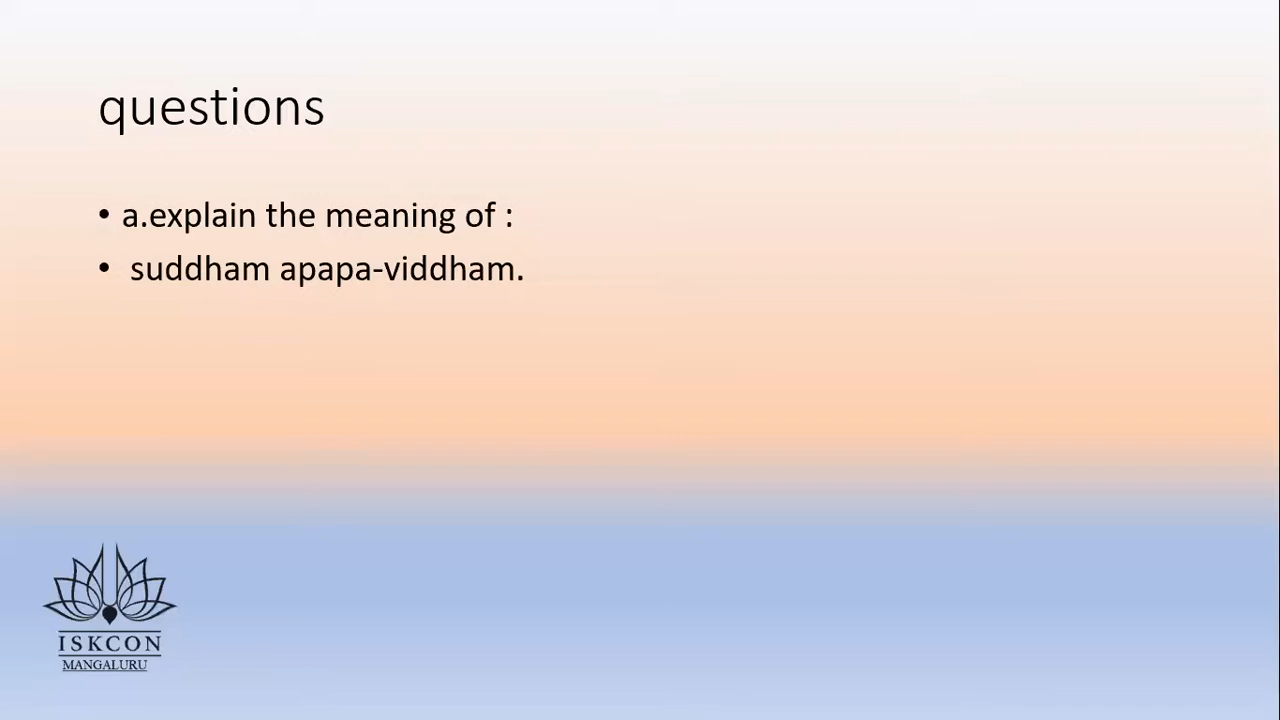 questions
• a.explain the meaning of :
• suddham apapa-viddham.
ISKCON
MANGALURU